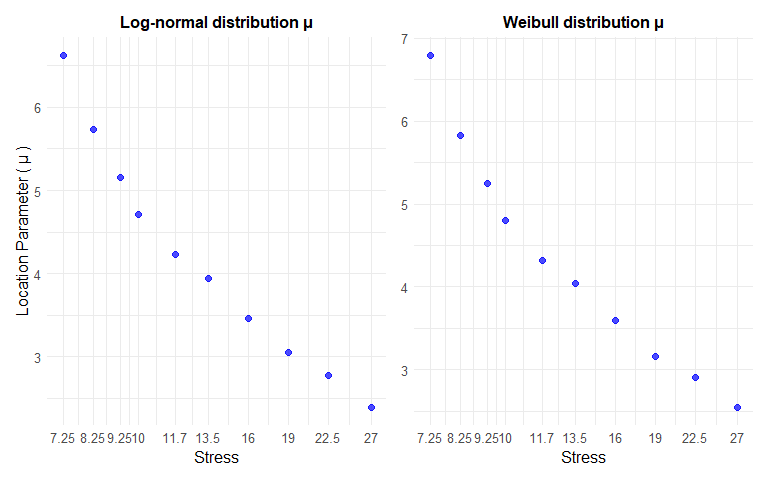 Log-normal distribution μ
Weibull distribution μ
Location Parameter ( μ )
6
5
4
3
7.25 8.25 9.25 10 11.7 13.5 16 19 22.5 27
Stress
7
6
5
4
3
7.25 8.25 9.25 10 11.7 13.5 16 19 22.5 27
Stress